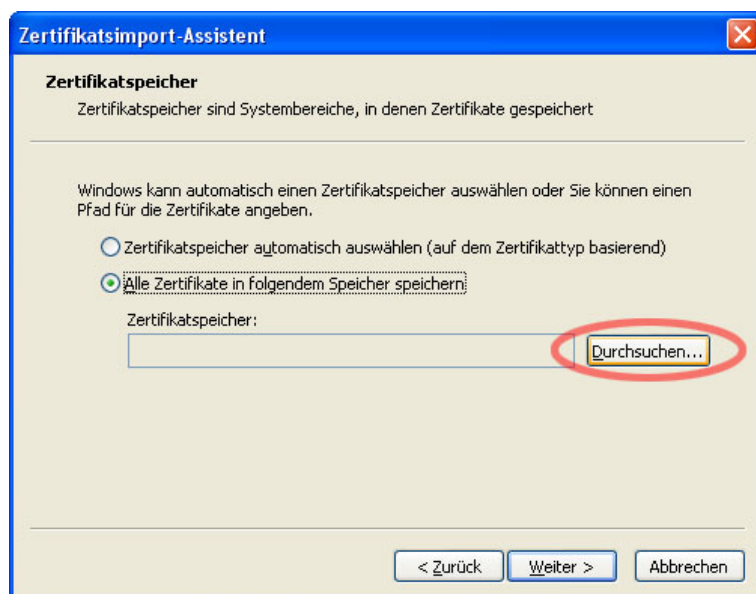 Zertifikatsimport-Assistent
Zertifikatspeicher
Zertifikatspeicher sind Systembereiche, in denen Zertifikate gespeichert
Windows kann automatisch einen Zertifikatspeicher auswählen oder Sie können einen
Pfad für die Zertifikate angeben.
Zertifikatspeicher automatisch auswählen (auf dem Zertifikattyp basierend)
Alle Zertifikate in folgendem Speicher speichern
Zertifikatspeicher:
Durchsuchen...
< Zurück Weiter > Abbrechen